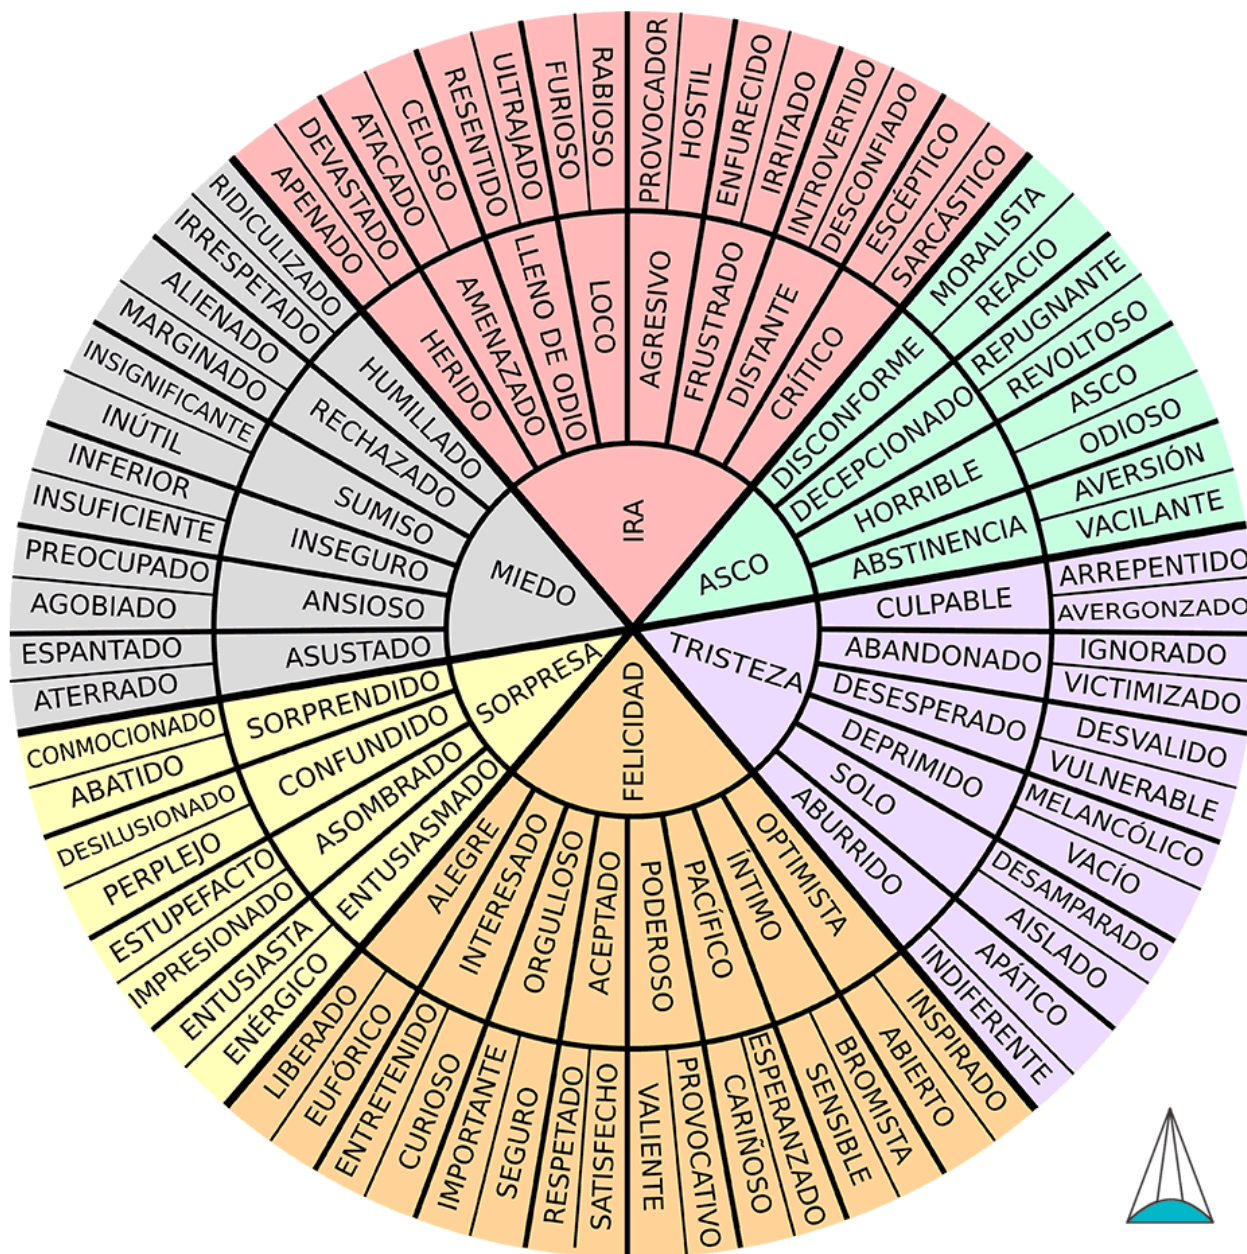 IRA
ASCO
TRISTEZA
FELICIDAD
SORPRESA
MIEDO
HERIDO
AMENAZADO
LLENO DE ODIO
LOCO
AGRESIVO
FRUSTRADO
DISTANTE
CRÍTICO
DISCONFORME
DECEPCIONADO
HORRIBLE
ABSTINENCIA
CULPABLE
ABANDONADO
DESESPERADO
DEPRIMIDO
SOLO
ABURRIDO
OPTIMISTA
ÍNTIMO
PACÍFICO
PODEROSO
ACEPTADO
ORGULLOSO
INTERESADO
ALEGRE
ENTUSIASMADO
ASOMBRADO
CONFUNDIDO
SORPRENDIDO
ASUSTADO
ANSIOSO
INSEGURO
SUMISO
RECHAZADO
HUMILLADO
APENADO
DEVASTADO
ATACADO
CELOSO
RESENTIDO
ULTRAJADO
FURIOSO
RABIOSO
PROVOCADOR
HOSTIL
ENFURECIDO
IRRITADO
INTROVERTIDO
DESCONFIADO
ESCÉPTICO
SARCÁSTICO
MORALISTA
REACIO
REPUGNANTE
REVOLTOSO
ASCO
ODIOSO
AVERSIÓN
VACILANTE
ARREPENTIDO
AVERGONZADO
IGNORADO
VICTIMIZADO
DESVALIDO
VULNERABLE
MELANCÓLICO
VACÍO
DESAMPARADO
AISLADO
APÁTICO
INDIFERENTE
INSPIRADO
ABIERTO
BROMISTA
SENSIBLE
ESPERANZADO
CARIÑOSO
PROVOCATIVO
VALIENTE
SATISFECHO
RESPETADO
SEGURO
IMPORTANTE
CURIOSO
ENTRETENIDO
EUFÓRICO
LIBERADO
ENÉRGICO
ENTUSIASTA
IMPRESIONADO
ESTUPEFACTO
PERPLEJO
DESILUSIONADO
ABATIDO
CONMOCIONADO
ATERRADO
ESPANTADO
AGOBIADO
PREOCUPADO
INSUFICIENTE
INFERIOR
INÚTIL
INSIGNIFICANTE
MARGINADO
ALIENADO
IRRESPETADO
RIDICULIZADO